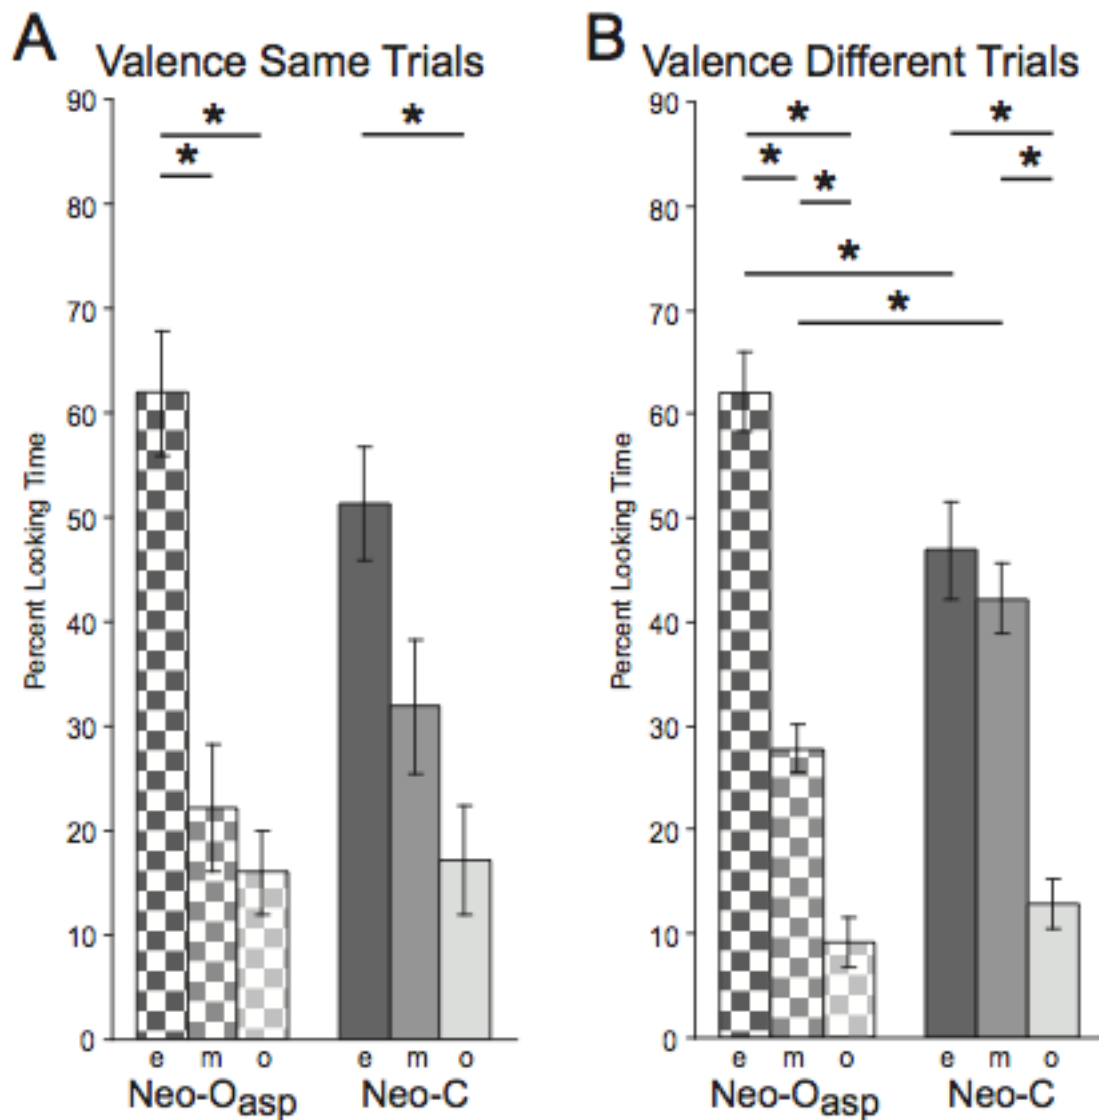 A Valence Same Trials
Percent Looking Time
90
80
70
60
50
40
30
20
10
0
* *
*
e m o e m o
Neo-Oasp Neo-C
B Valence Different Trials
Percent Looking Time
90
80
70
60
50
40
30
20
10
0
* *
* * *
*
*
e m o e m o
Neo-Oasp Neo-C